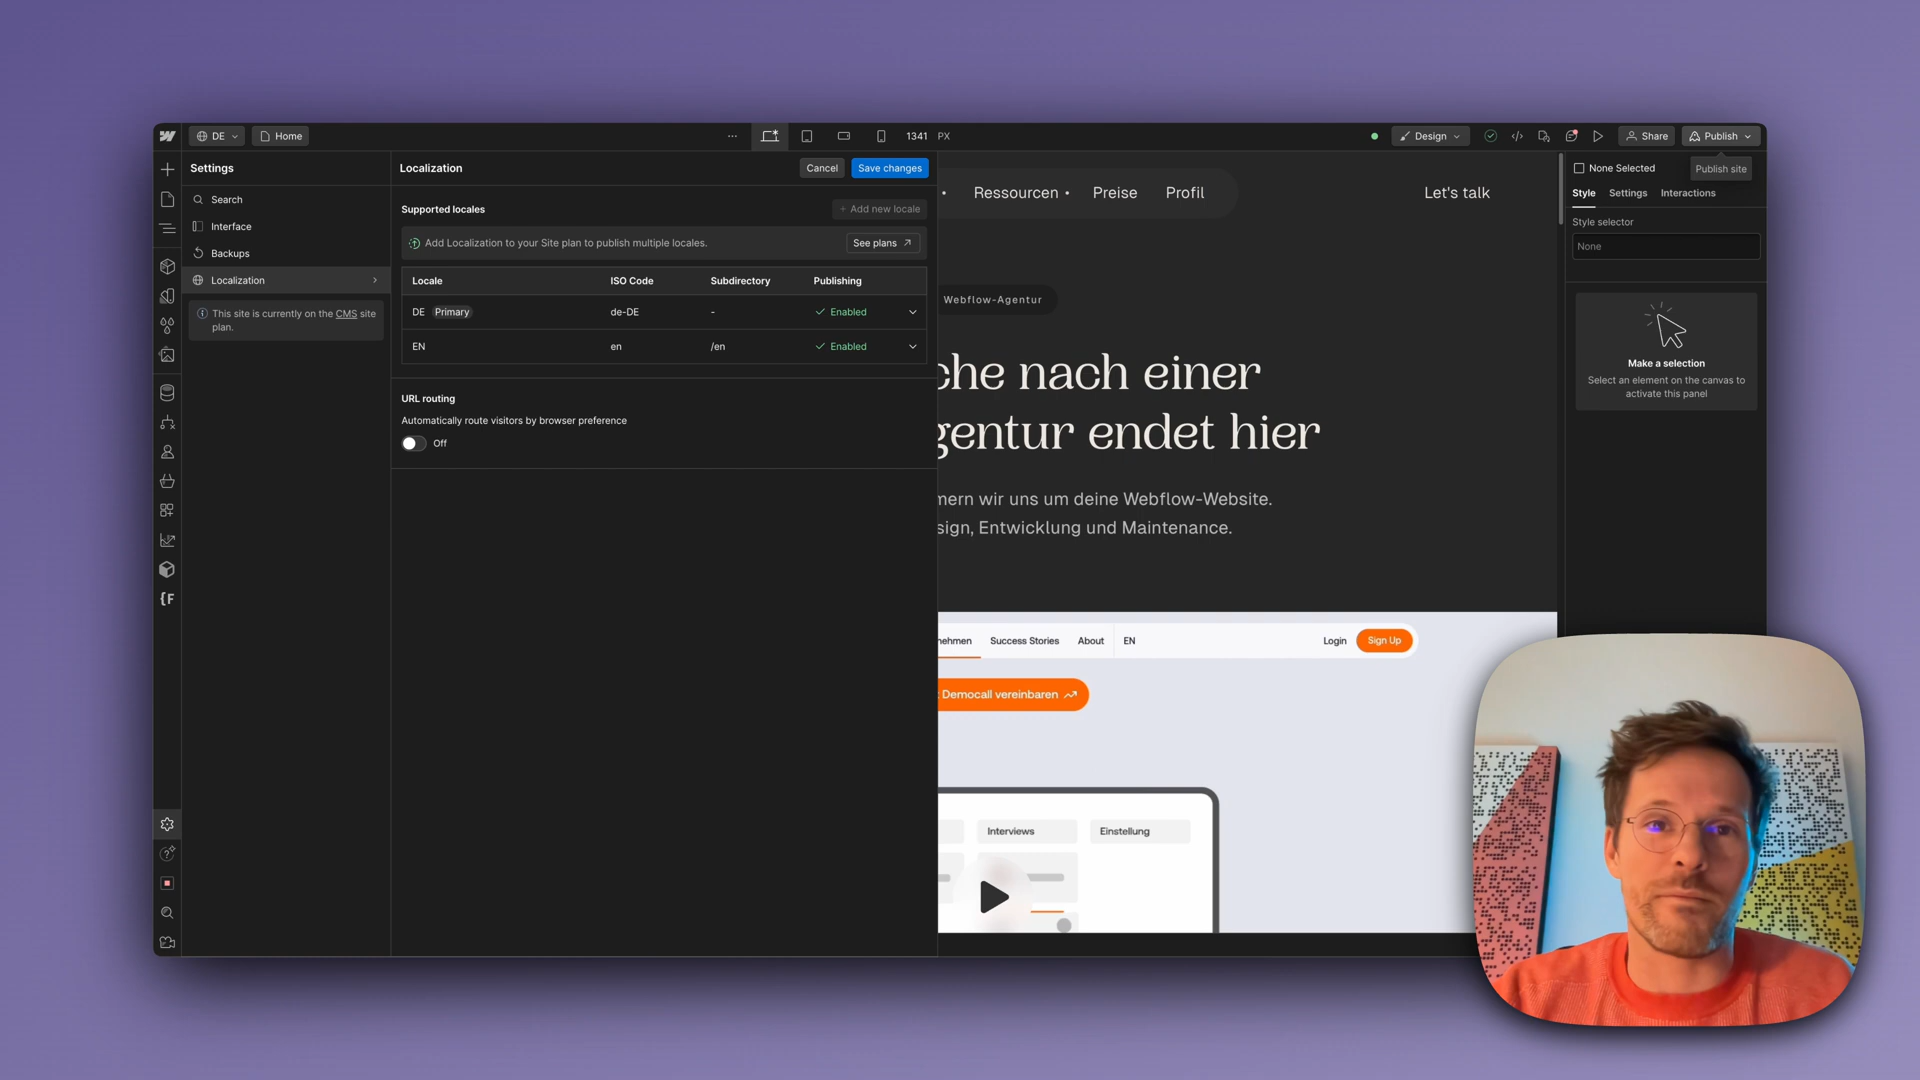 DE
Home
1341 PX
Design
Share
Publish
Settings
Search
Interface
Backups
Localization
This site is currently on the CMS site
plan.
Localization
Cancel
Save changes
Supported locales
+ Add new locale
Add Localization to your Site plan to publish multiple locales.
See plans
Locale ISO Code Subdirectory Publishing
DE Primary de-DE - Enabled
EN en /en Enabled
URL routing
Automatically route visitors by browser preference
Off
Ressourcen • Preise Profil
Let's talk
Webflow-Agentur
che nach einer
gentur endet hier
mern wir uns um deine Webflow-Website.
sign, Entwicklung und Maintenance.
nehmen Success Stories About EN
Login Sign Up
Democall vereinbaren
Interviews
Einstellung
None Selected
Publish site
Style Settings Interactions
Style selector
None
Make a selection
Select an element on the canvas to
activate this panel
{F